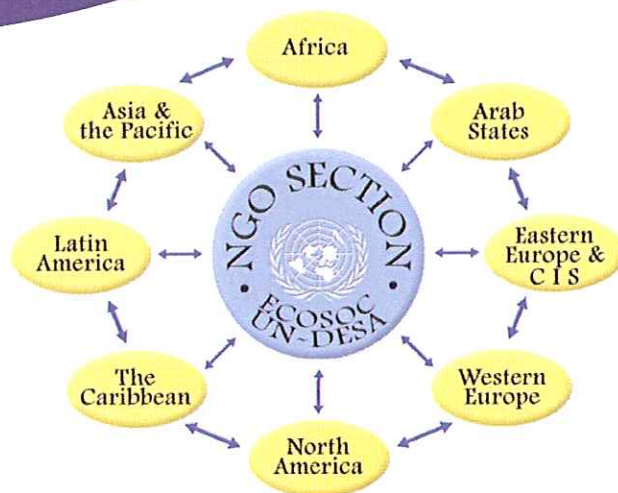 Africa
Asia &
the Pacific
Arab
States
NGO SECTION
Latin
America
Eastern
Europe &
C I S
ECOSOC
UN-DESA
The
Caribbean
Western
Europe
North
America